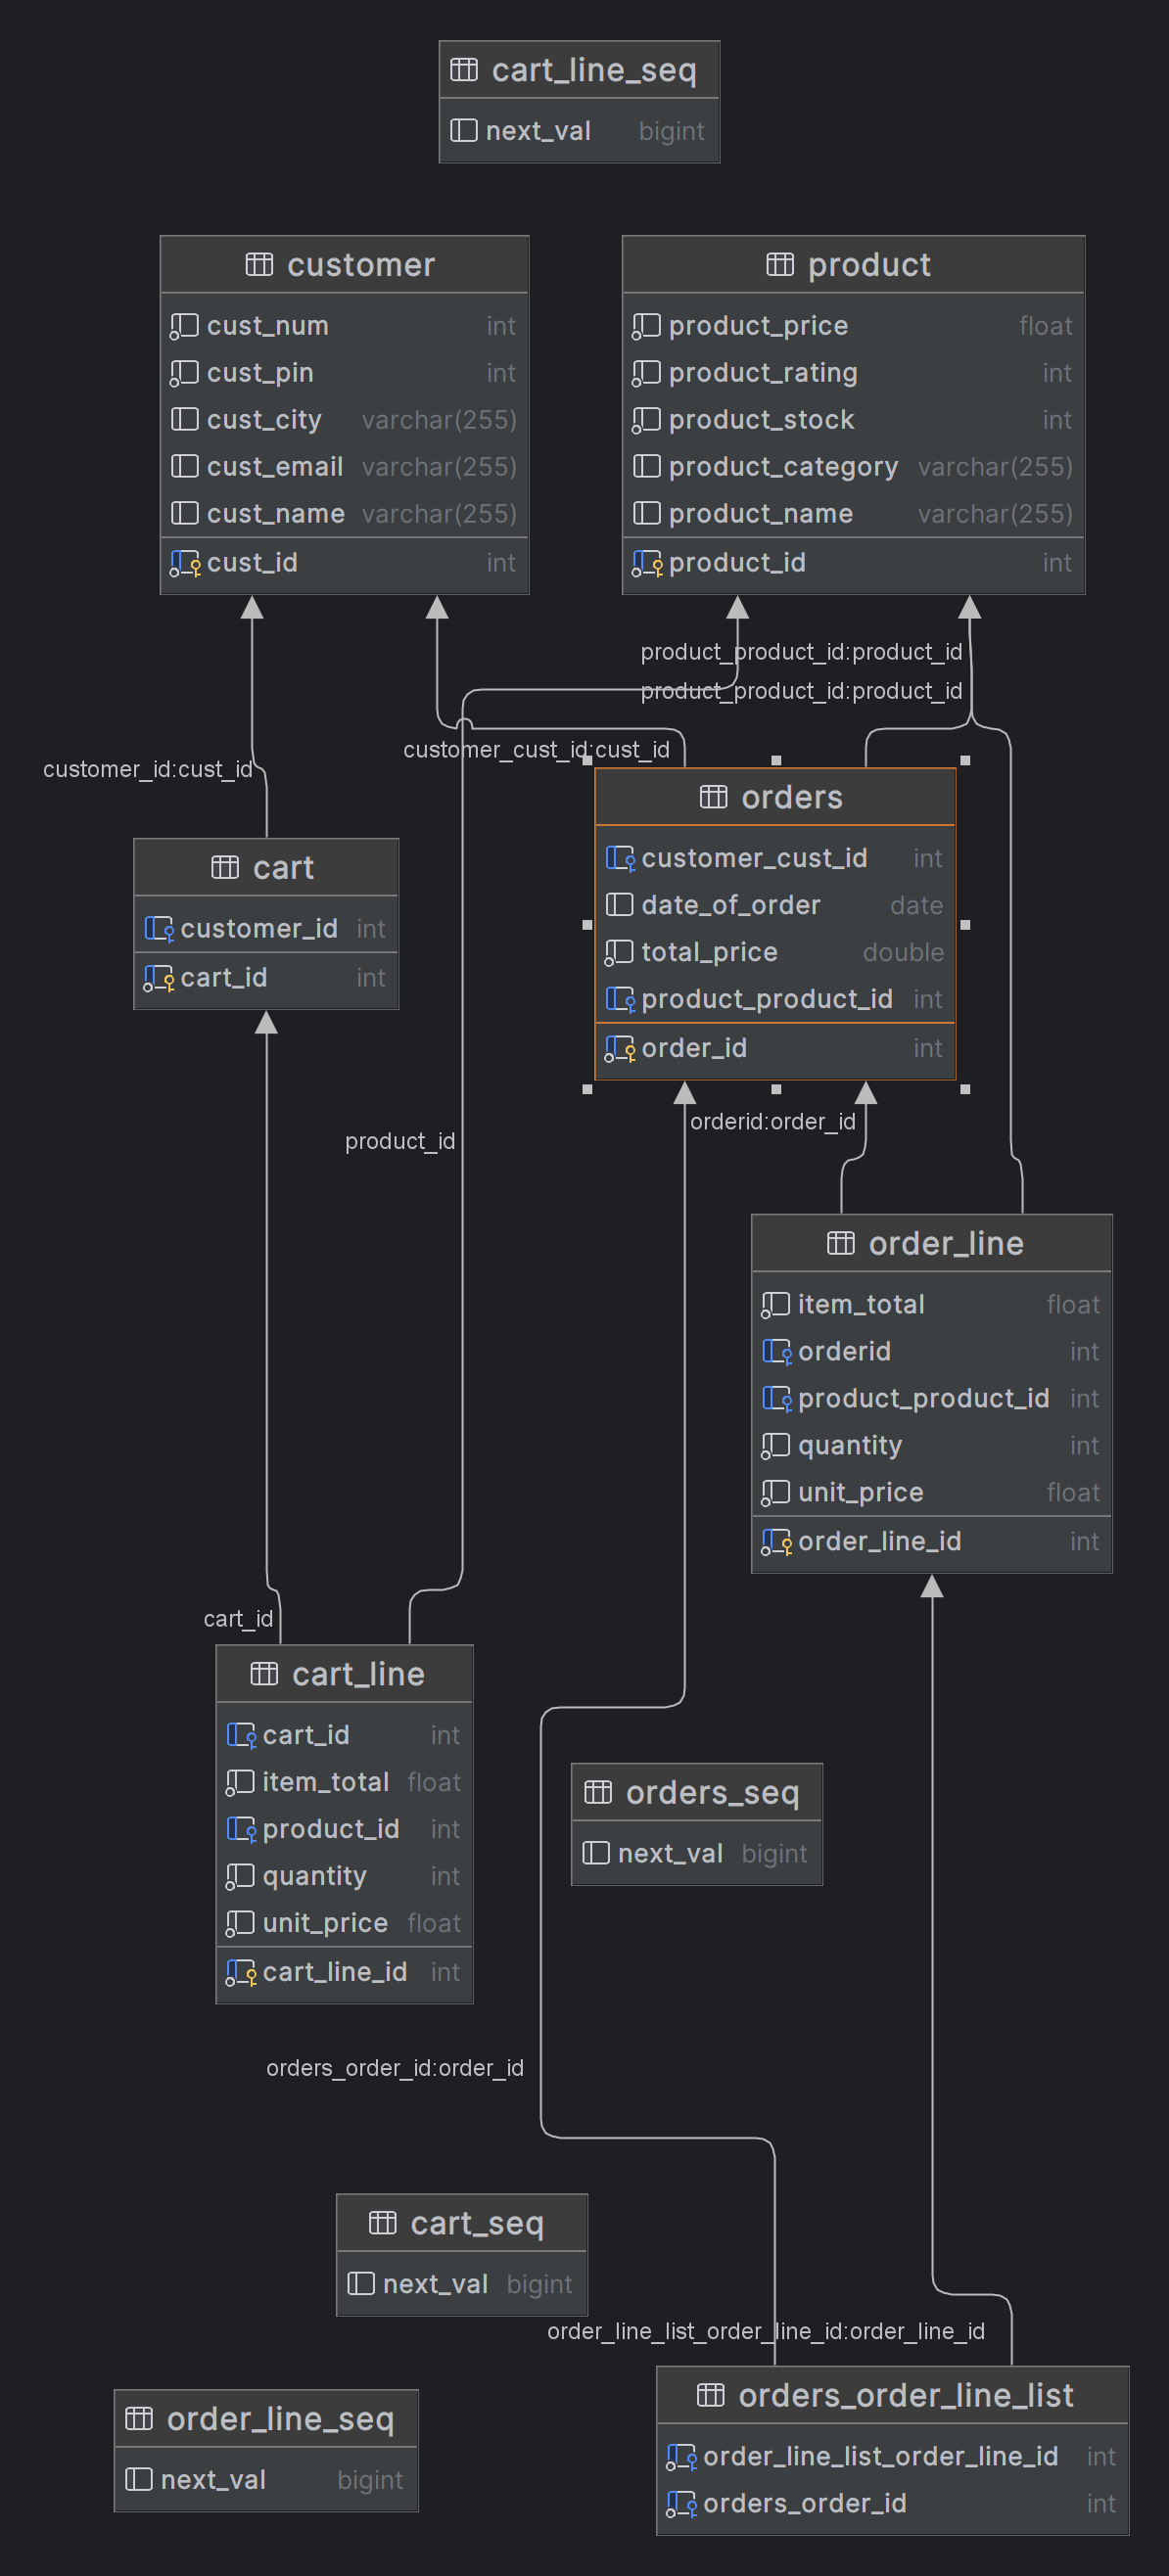 cart_line_seq
next_val bigint
customer
cust_num int
cust_pin int
cust_city varchar(255)
cust_email varchar(255)
cust_name varchar(255)
cust_id int
product
product_price float
product_rating int
product_stock int
product_category varchar(255)
product_name varchar(255)
product_id int
product_product_id:product_id
product_product_id:product_id
customer_cust_id:cust_id
customer_id:cust_id
orders
customer_cust_id int
date_of_order date
total_price double
product_product_id int
order_id int
cart
customer_id int
cart_id int
orderid:order_id
product_id
order_line
item_total float
orderid int
product_product_id int
quantity int
unit_price float
order_line_id int
cart_id
cart_line
cart_id int
item_total float
product_id int
quantity int
unit_price float
cart_line_id int
orders_seq
next_val bigint
orders_order_id:order_id
cart_seq
next_val bigint
order_line_list_order_line_id:order_line_id
orders_order_line_list
order_line_list_order_line_id int
orders_order_id int
order_line_seq
next_val bigint